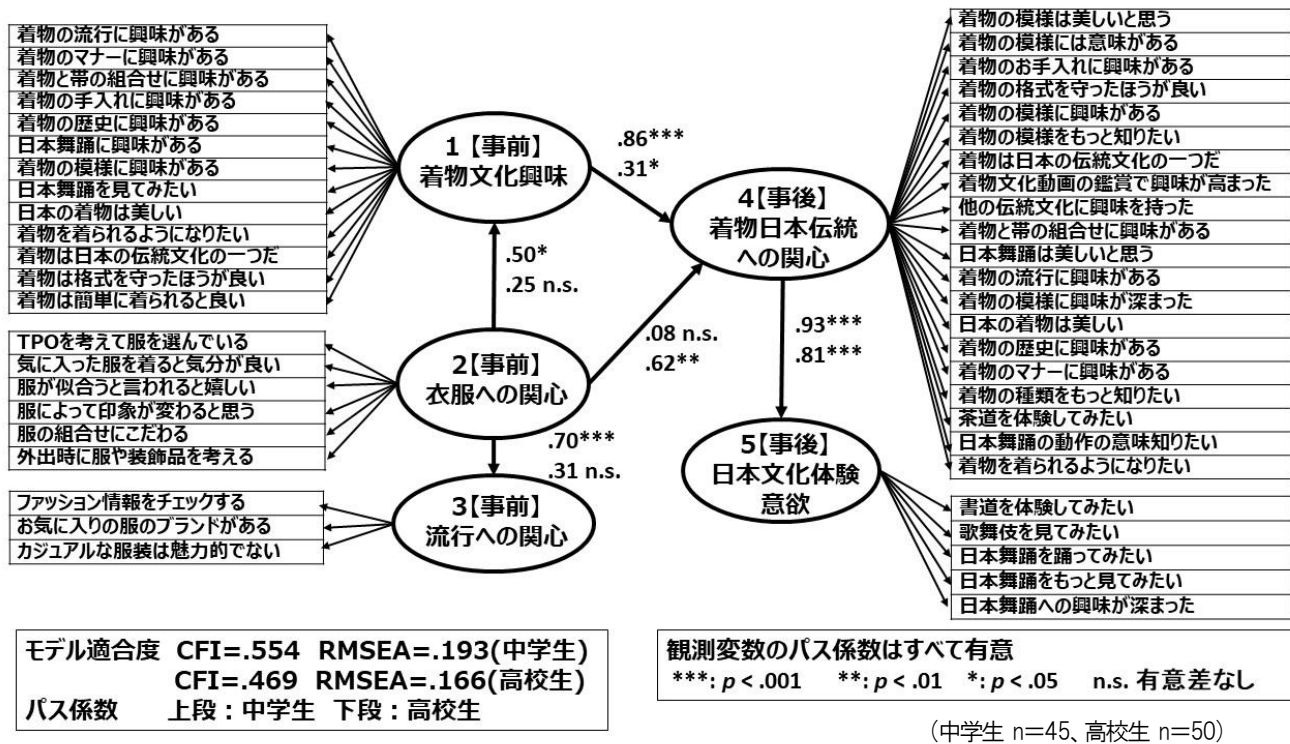 着物の流行に興味がある
着物のマナーに興味がある
着物と帯の組合せに興味がある
着物の手入れに興味がある
着物の歴史に興味がある
日本舞踊に興味がある
着物の模様に興味がある
日本舞踊を見てみたい
日本の着物は美しい
着物を着られるようになりたい
着物は日本の伝統文化の一つだ
着物は格式を守ったほうが良い
着物は簡単に着られると良い
TPOを考えて服を選んでいる
気に入った服を着ると気分が良い
服が似合うと言われると嬉しい
服によって印象が変わると思う
服の組合せにこだわる
外出時に服や装飾品を考える
ファッション情報をチェックする
お気に入りの服のブランドがある
カジュアルな服装は魅力的でない
1【事前】
着物文化興味
.50*
.25 n.s.
2【事前】
衣服への関心
.70***
.31 n.s.
3【事前】
流行への関心
.86***
.31*
.08 n.s.
.62**
4【事後】
着物日本伝統
への関心
.93***
.81***
5【事後】
日本文化体験
意欲
着物の模様は美しいと思う
着物の模様には意味がある
着物のお手入れに興味がある
着物の格式を守ったほうが良い
着物の模様に興味がある
着物の模様をもっと知りたい
着物は日本の伝統文化の一つだ
着物文化動画の鑑賞で興味が高まった
他の伝統文化に興味を持った
着物と帯の組合せに興味がある
日本舞踊は美しいと思う
着物の流行に興味がある
着物の模様に興味が深まった
日本の着物は美しい
着物の歴史に興味がある
着物のマナーに興味がある
着物の種類をもっと知りたい
茶道を体験してみたい
日本舞踊の動作の意味知りたい
着物を着られるようになりたい
書道を体験してみたい
歌舞伎を見てみたい
日本舞踊を踊ってみたい
日本舞踊をもっと見てみたい
日本舞踊への興味が深まった
モデル適合度 CFI=.554 RMSEA=.193(中学生)
CFI=.469 RMSEA=.166(高校生)
パス係数 上段：中学生 下段：高校生
観測変数のパス係数はすべて有意
***: p < .001 **: p < .01 *: p < .05 n.s. 有意差なし
（中学生 n＝45、高校生 n＝50）